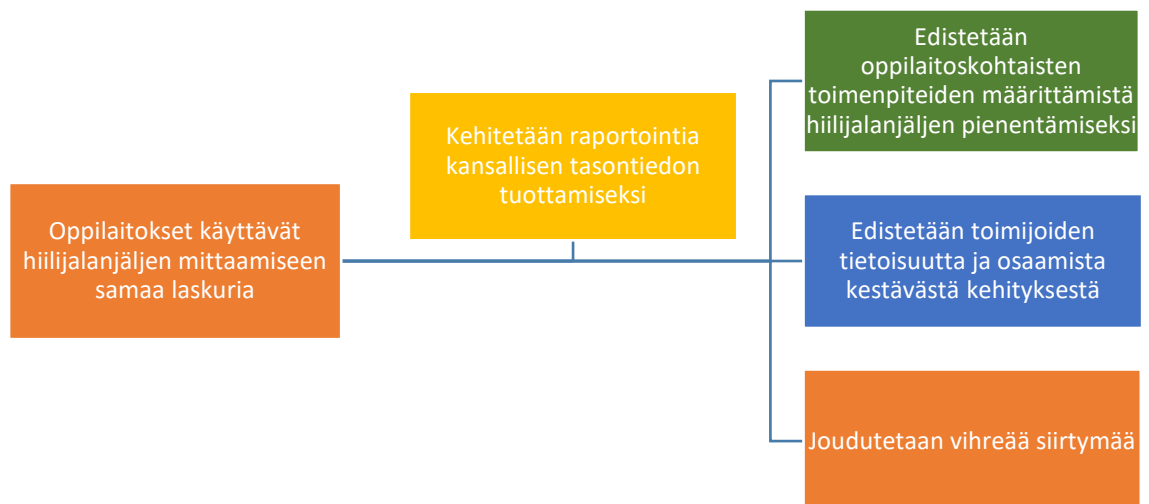 Oppilaitokset käyttävät
hiilijalanjäljen mittaamiseen
samaa laskuria
Kehitetään raportointia
kansallisen tasontiedon
tuottamiseksi
Edistetään
oppilaitoskohtaisten
toimenpiteiden määrittämistä
hiilijalanjäljen pienentämiseksi
Edistetään toimijoiden
tietoisuutta ja osaamista
kestävästä kehityksestä
Joudutetaan vihreää siirtymää